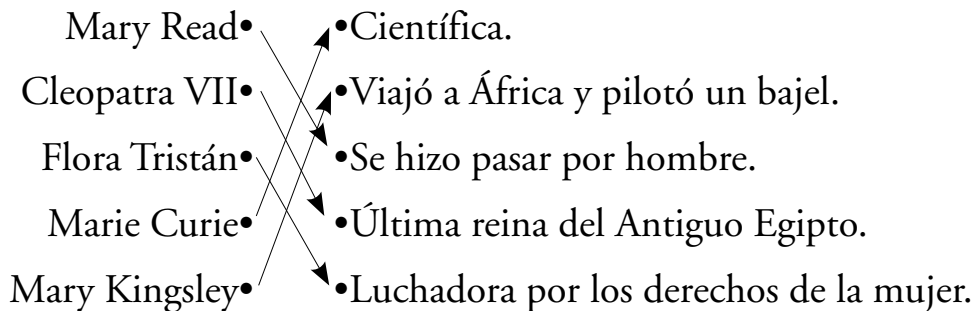 Mary Read• •Científica.
Cleopatra VII• •Viajó a África y pilotó un bajel.
Flora Tristán• •Se hizo pasar por hombre.
Marie Curie• •Última reina del Antiguo Egipto.
Mary Kingsley• •Luchadora por los derechos de la mujer.